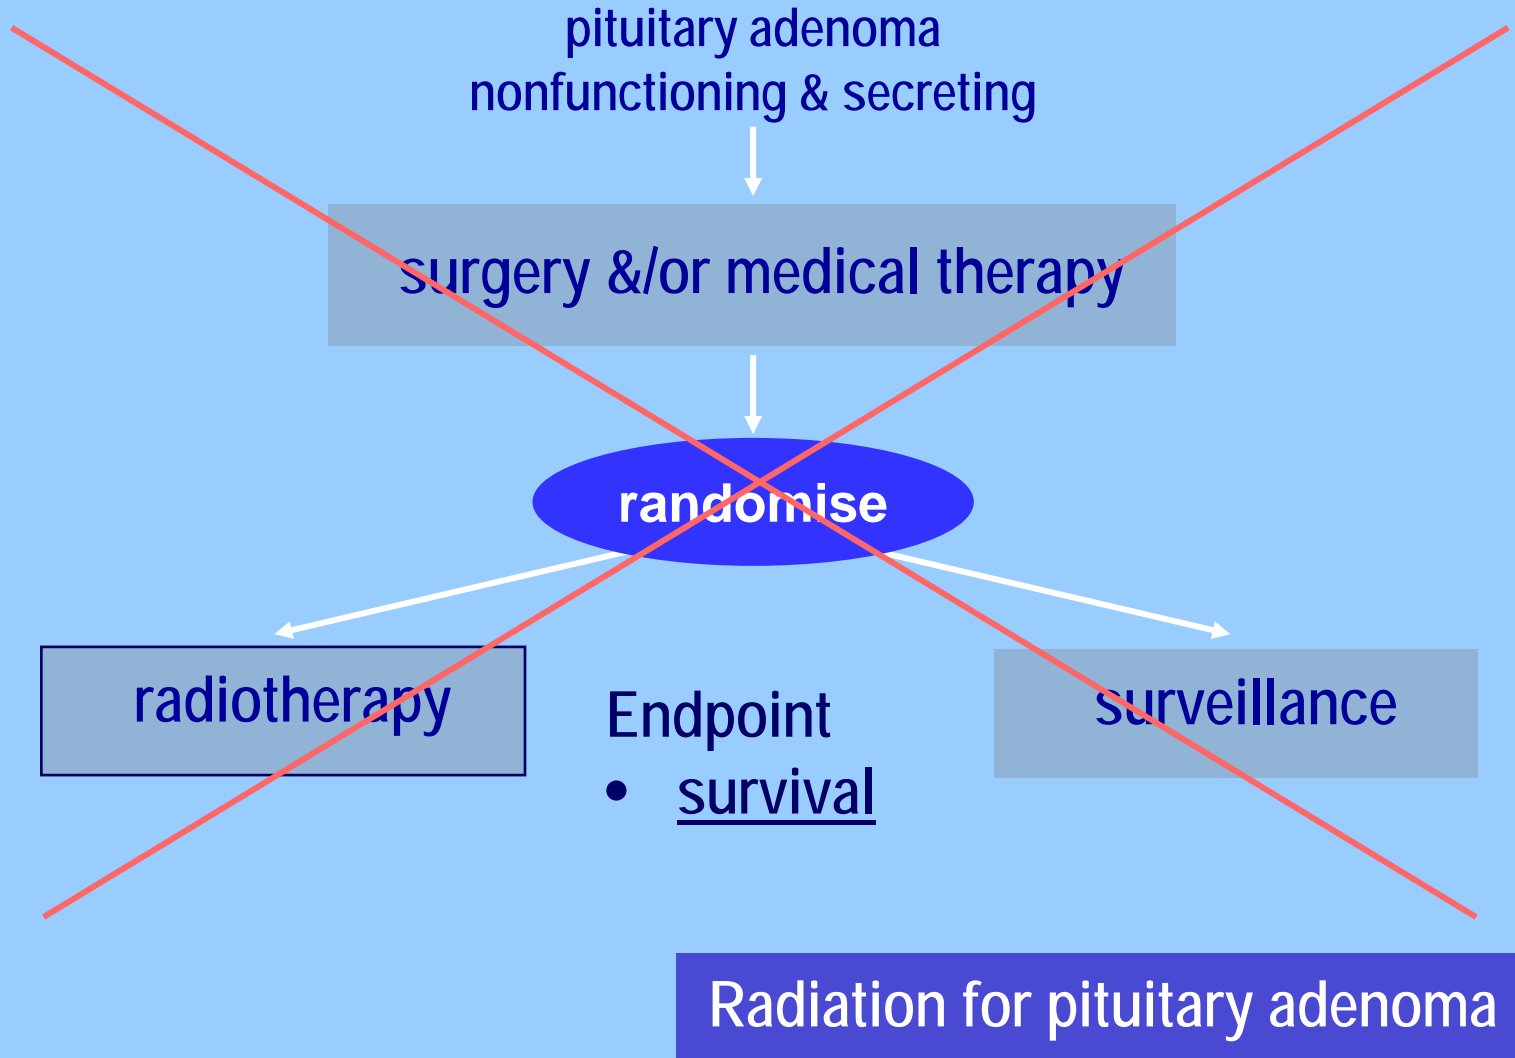 pituitary adenoma
nonfunctioning & secreting
surgery &/or medical therapy
randomise
radiotherapy
Endpoint
• survival
surveillance
Radiation for pituitary adenoma